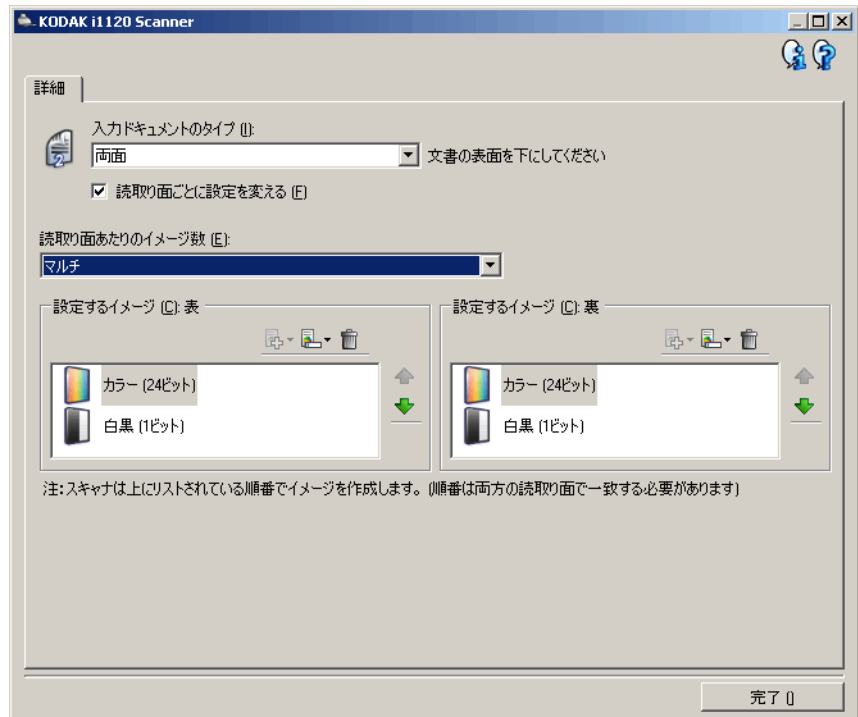 KODAK i1120 Scanner
詳細
入力ドキュメントのタイプ (I):
両面
文書の表面を下にしてください
読取り面ごとに設定を変える (F)
読取り面あたりのイメージ数 (E):
マルチ
設定するイメージ (C): 表
設定するイメージ (C): 裏
カラー (24ビット)
白黒 (1ビット)
カラー (24ビット)
白黒 (1ビット)
注:スキャナは上にリストされている順番でイメージを作成します。(順番は両方の読取り面で一致する必要があります)
完了 ()